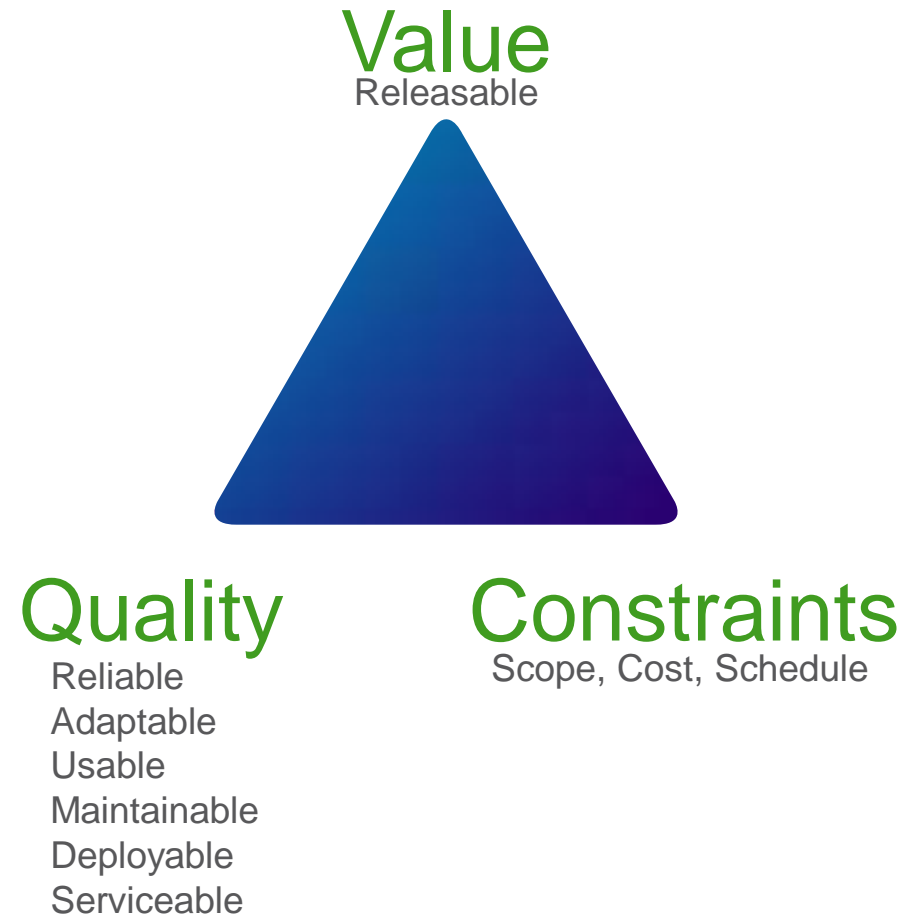 Value
Releasable
Quality
Reliable
Adaptable
Usable
Maintainable
Deployable
Serviceable
Constraints
Scope, Cost, Schedule